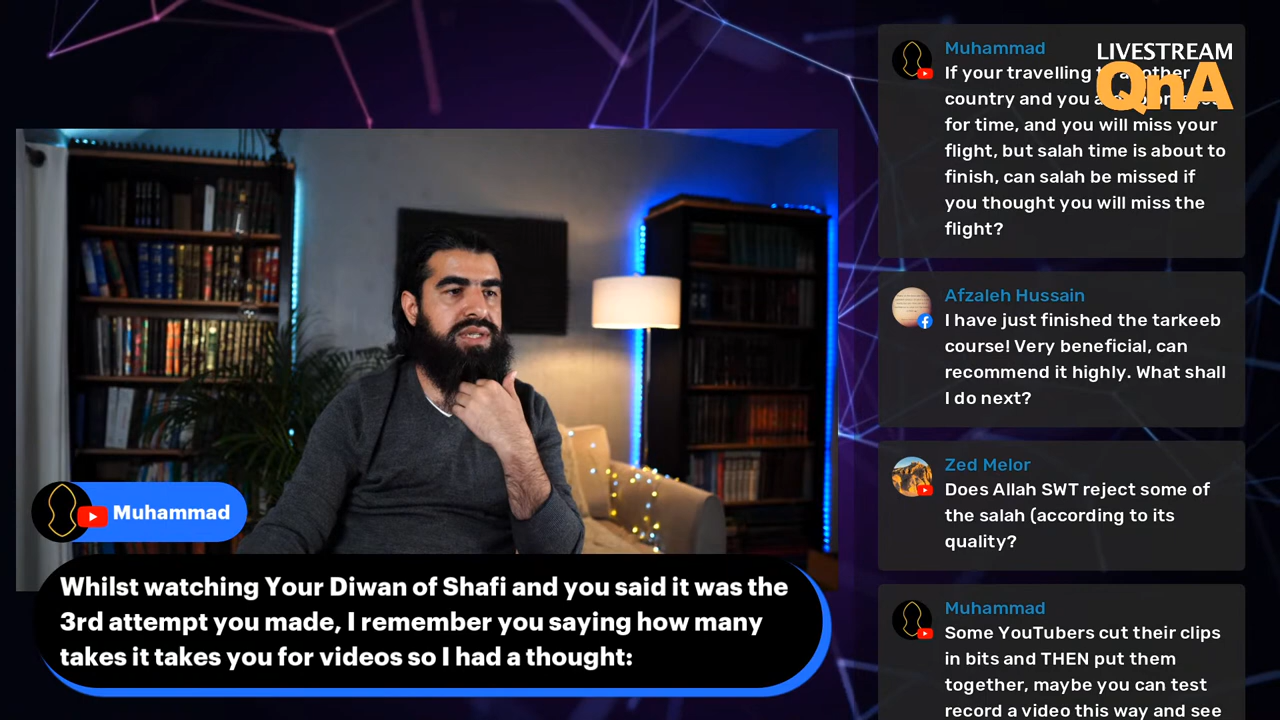 LIVESTREAM
QnA
Muhammad
If your travelling
country and you
for time, and you will miss your
flight, but salah time is about to
finish, can salah be missed if
you thought you will miss the
flight?
Afzaleh Hussain
I have just finished the tarkeeb
course! Very beneficial, can
recommend it highly. What shall
I do next?
Zed Melor
Does Allah SWT reject some of
the salah (according to its
quality?
Muhammad
Some YouTubers cut their clips
in bits and THEN put them
together, maybe you can test
record a video this way and see
Muhammad
Whilst watching Your Diwan of Shafi and you said it was the
3rd attempt you made, I remember you saying how many
takes it takes you for videos so I had a thought: